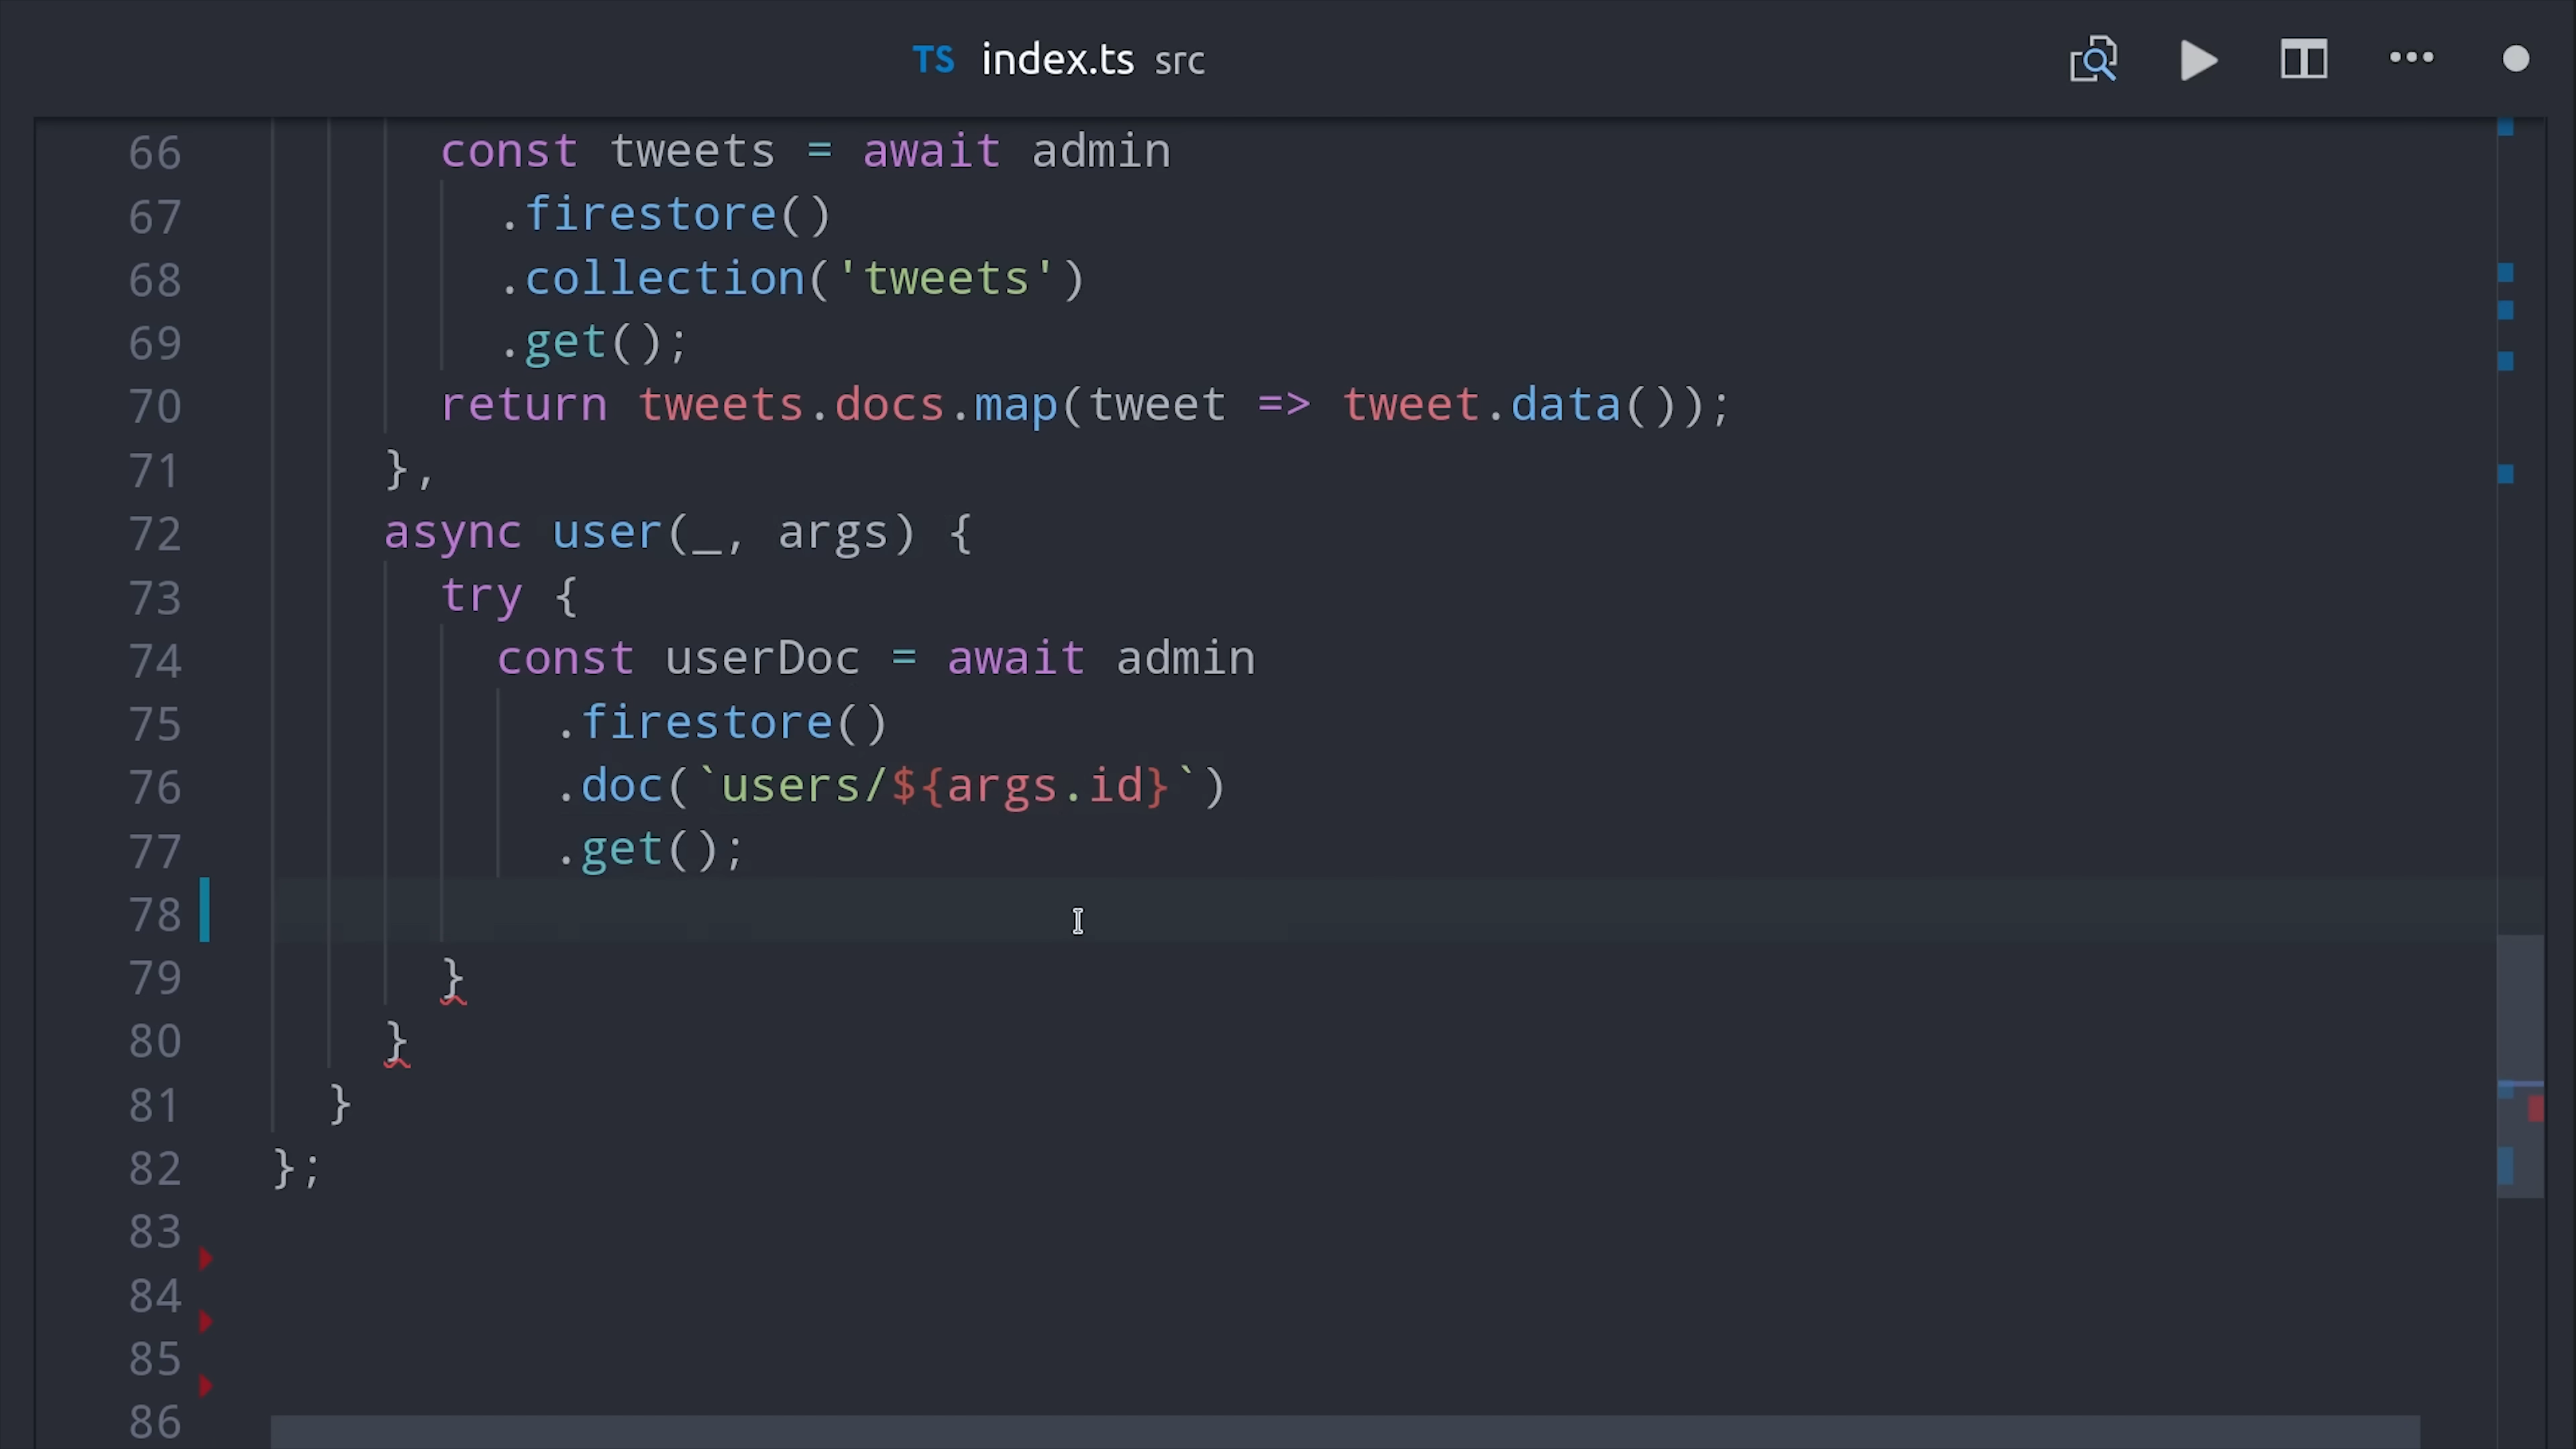 TS index.ts src
66 const tweets = await admin
67 .firestore()
68 .collection('tweets')
69 .get();
70 return tweets.docs.map(tweet => tweet.data());
71 },
72 async user(_, args) {
73 try {
74 const userDoc = await admin
75 .firestore()
76 .doc(`users/${args.id}`)
77 .get();
78
79 }
80 }
81 }
82 };
83
84
85
86